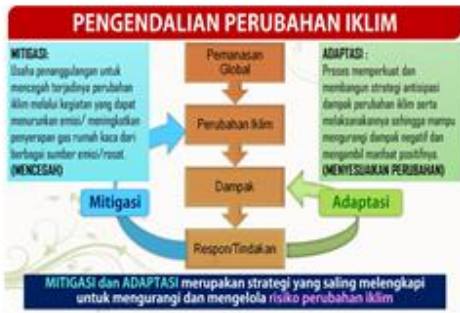 PENGENDALIAN PERUBAHAN IKLIM
MITIGASI:
Usaha penanggulangan untuk
mencegah terjadinya perubahan
iklim melalui kegiatan yang dapat
menurunkan emisi/ meningkatkan
penyerapan gas rumah kaca dari
berbagai sumber emisi/rosot.
(MENCEGAH)
Mitigasi
Pemanasan
Global
Perubahan Iklim
Dampak
Respon/Tindakan
ADAPTASI :
Proses memperkuat dan
membangun strategi antisipasi
dampak perubahan iklim serta
melaksanakannya sehingga mampu
mengurangi dampak negatif dan
mengambil manfaat positifnya.
(MENYESUAIKAN PERUBAHAN)
Adaptasi
MITIGASI dan ADAPTASI merupakan strategi yang saling melengkapi
untuk mengurangi dan mengelola risiko perubahan iklim